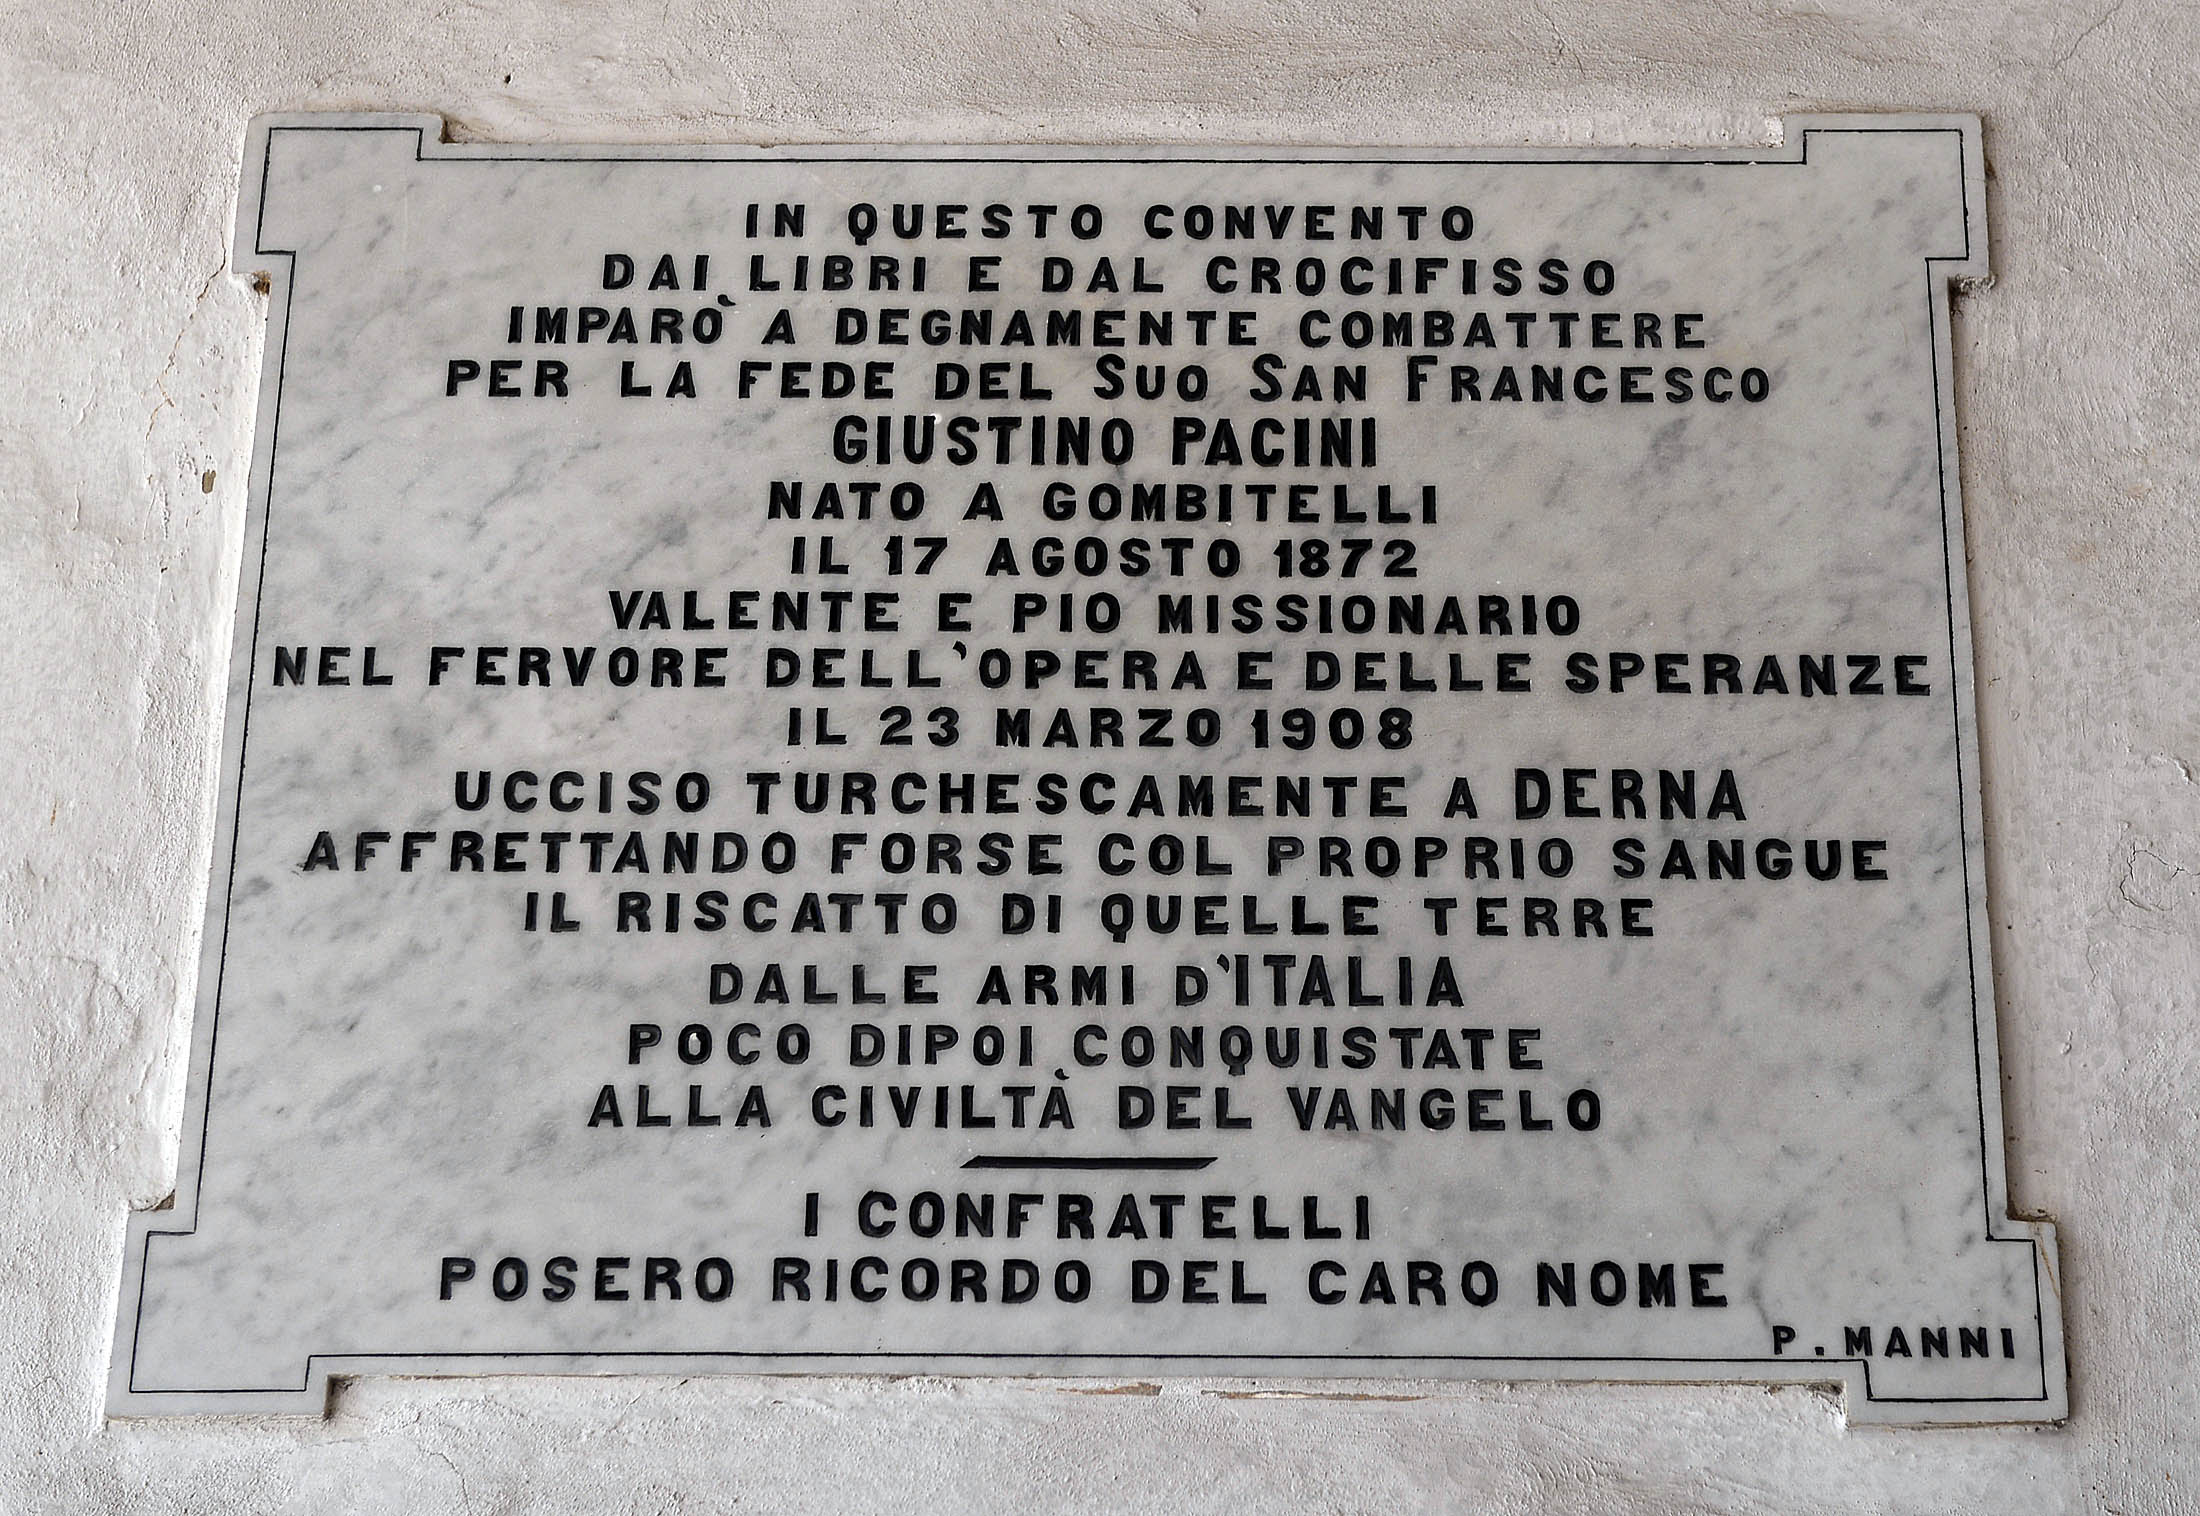 IN QUESTO CONVENTO
DAI LIBRI E DAL CROCIFISSO
IMPARÒ A DEGNAMENTE COMBATTERE
PER LA FEDE DEL SUO SAN FRANCESCO
GIUSTINO PACINI
NATO A GOMBITELLI
IL 17 AGOSTO 1872
VALENTE E PIO MISSIONARIO
NEL FERVORE DELL'OPERA E DELLE SPERANZE
IL 23 MARZO 1908
UCCISO TURCHESCAMENTE A DERNA
AFFRETTANDO FORSE COL PROPRIO SANGUE
IL RISCATTO DI QUELLE TERRE
DALLE ARMI D'ITALIA
POCO DIPOI CONQUISTATE
ALLA CIVILTÀ DEL VANGELO
I CONFRATELLI
POSERO RICORDO DEL CARO NOME
P. MANNI